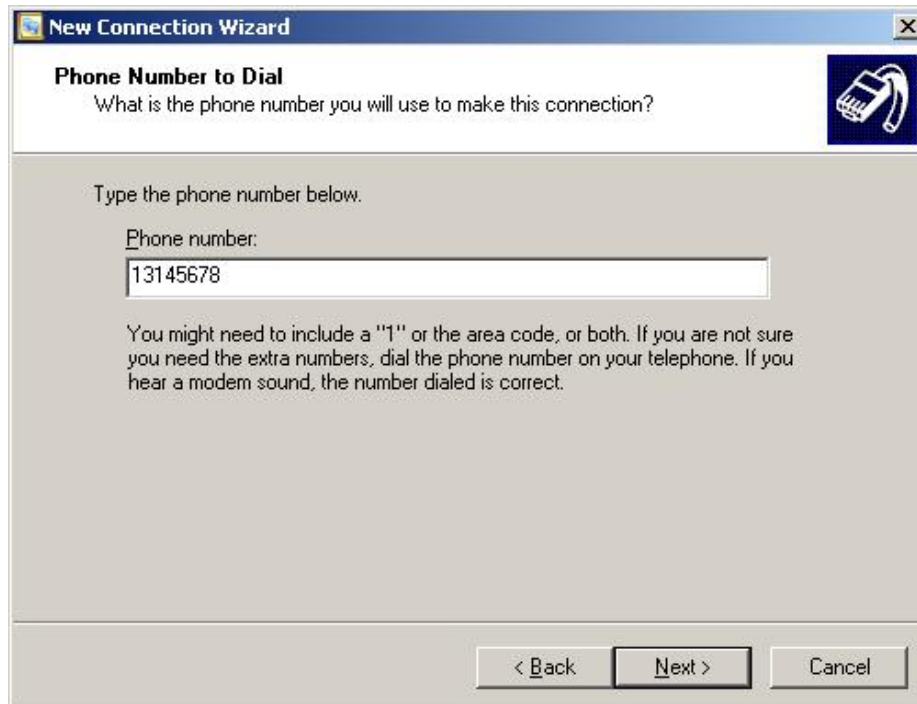 New Connection Wizard
Phone Number to Dial
What is the phone number you will use to make this connection?
Type the phone number below.
Phone number:
13145678
You might need to include a "1" or the area code, or both. If you are not sure
you need the extra numbers, dial the phone number on your telephone. If you
hear a modem sound, the number dialed is correct.
< Back
Next >
Cancel